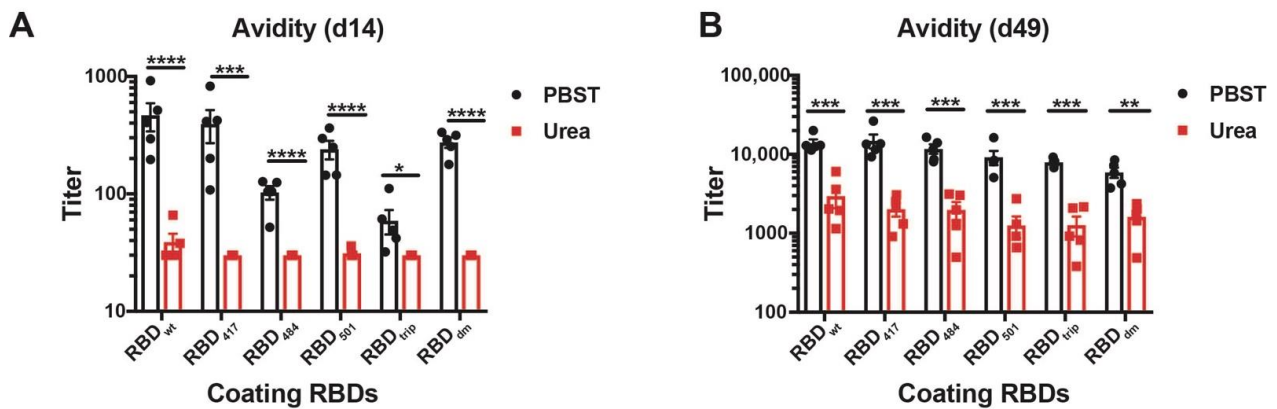 A
Avidity (d14)
Titer
1000
100
10
****
***
****
****
*
****
PBST
Urea
RBD wt
RBD 417
RBD 484
RBD 501
RBD trip
RBD dm
Coating RBDs
B
Avidity (d49)
Titer
100,000
10,000
1000
100
***
***
***
***
***
**
PBST
Urea
RBD wt
RBD 417
RBD 484
RBD 501
RBD trip
RBD dm
Coating RBDs